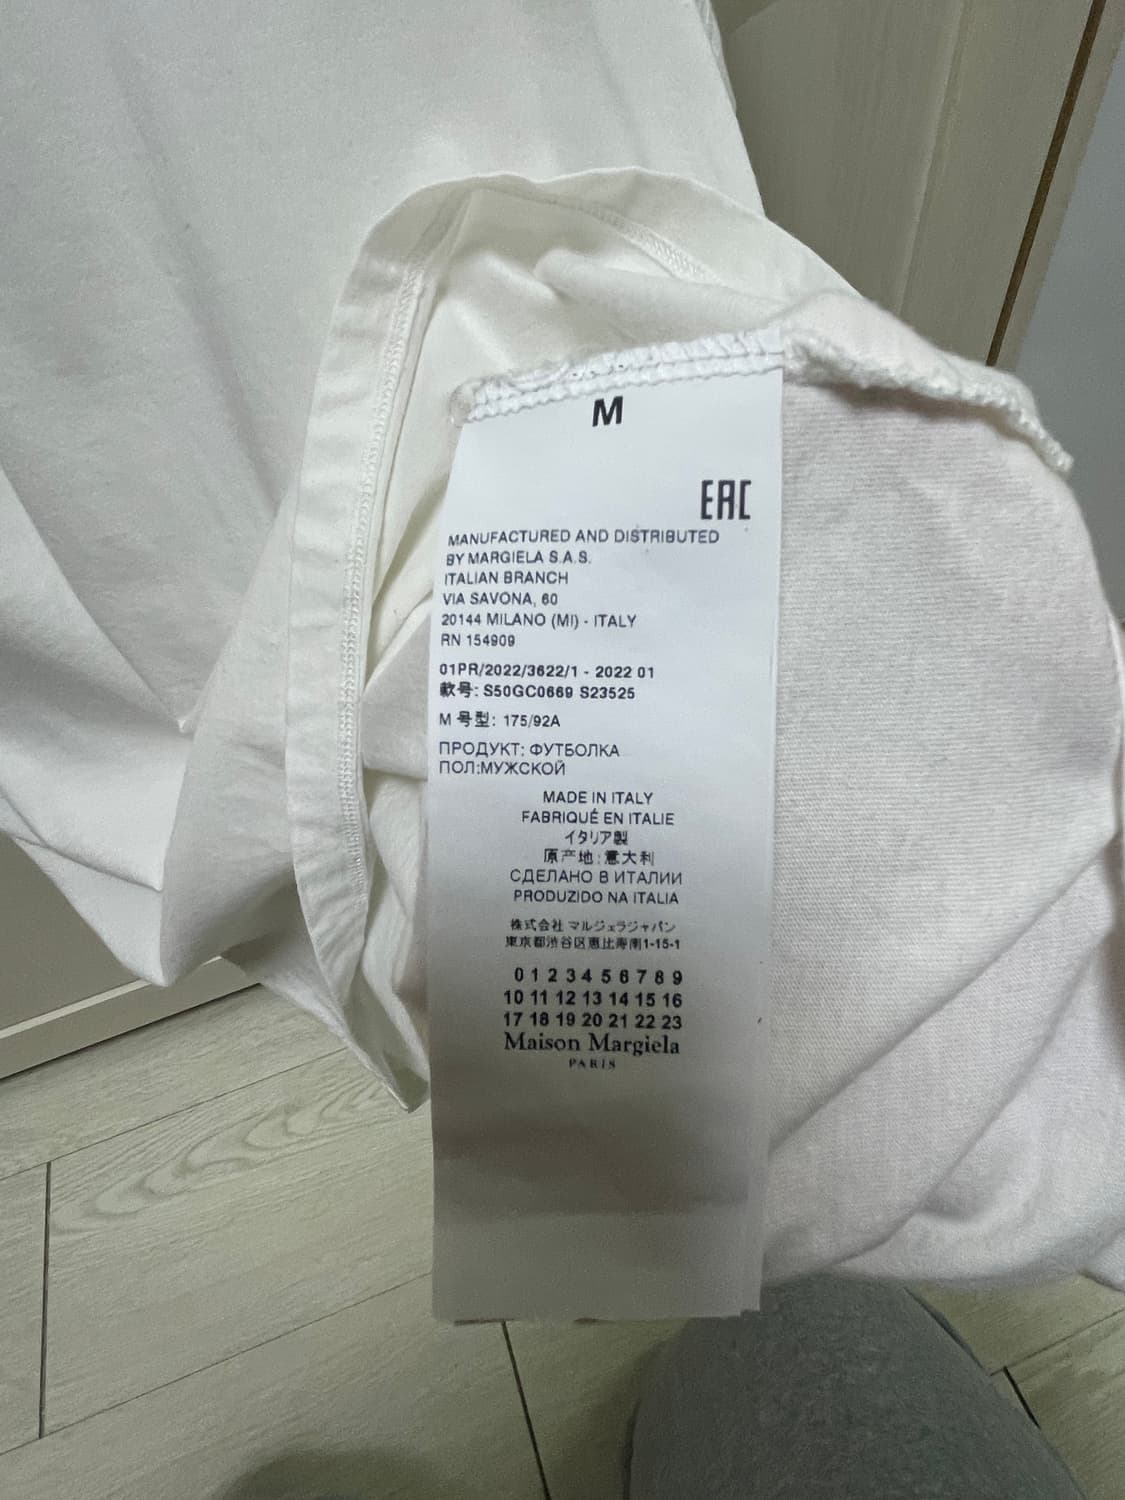 M
EAC
MANUFACTURED AND DISTRIBUTED
BY MARGIELA S.A.S.
ITALIAN BRANCH
VIA SAVONA, 60
20144 MILANO (MI) - ITALY
RN 154909
01PR/2022/3622/1 - 2022 01
款号: S50GC0669 S23525
M 号型: 175/92A
ПРОДУКТ: ФУТБОЛКА
ПОЛ:МУЖСКОЙ
MADE IN ITALY
FABRIQUÉ EN ITALIE
イタリア製
原产地:意大利
СДЕЛАНО В ИТАЛИИ
PRODUZIDO NA ITALIA
株式会社 マルジェラジャパン
東京都渋谷区恵比寿南1-15-1
0 1 2 3 4 5 6 7 8 9
10 11 12 13 14 15 16
17 18 19 20 21 22 23
Maison Margiela
PARIS